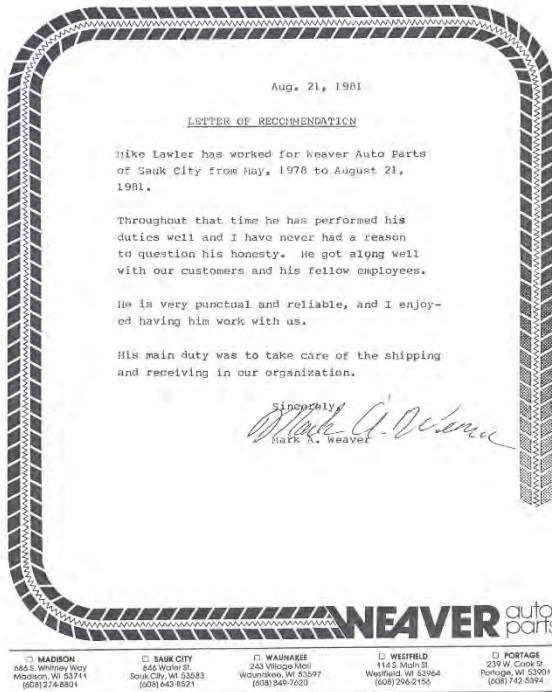 Aug. 21, 1981
LETTER OF RECOMMENDATION
Mike Lawler has worked for Weaver Auto Parts
of Sauk City from May, 1978 to August 21,
1981.
Throughout that time he has performed his
duties well and I have never had a reason
to question his honesty. He got along well
with our customers and his fellow employees.
He is very punctual and reliable, and I enjoy-
ed having him work with us.
His main duty was to take care of the shipping
and receiving in our organization.
Sincerely,
Mark A. Weaver
Mark A. Weaver
WEAVER auto parts
☐ MADISON
☐ SAUK CITY
☐ WAUNAKEE
☐ WESTFIELD
☐ PORTAGE
686 S. Whitney Way
646 Water St.
243 Village Mall
114 S. Main St.
239 W. Cook St.
Madison, WI 53711
Sauk City, WI 53583
Waunakee, WI 53597
Westfield, WI 53964
Portage, WI 53901
(608) 274-8801
(608) 643-8521
(608) 849-7620
(608) 296-2156
(608) 742-5394